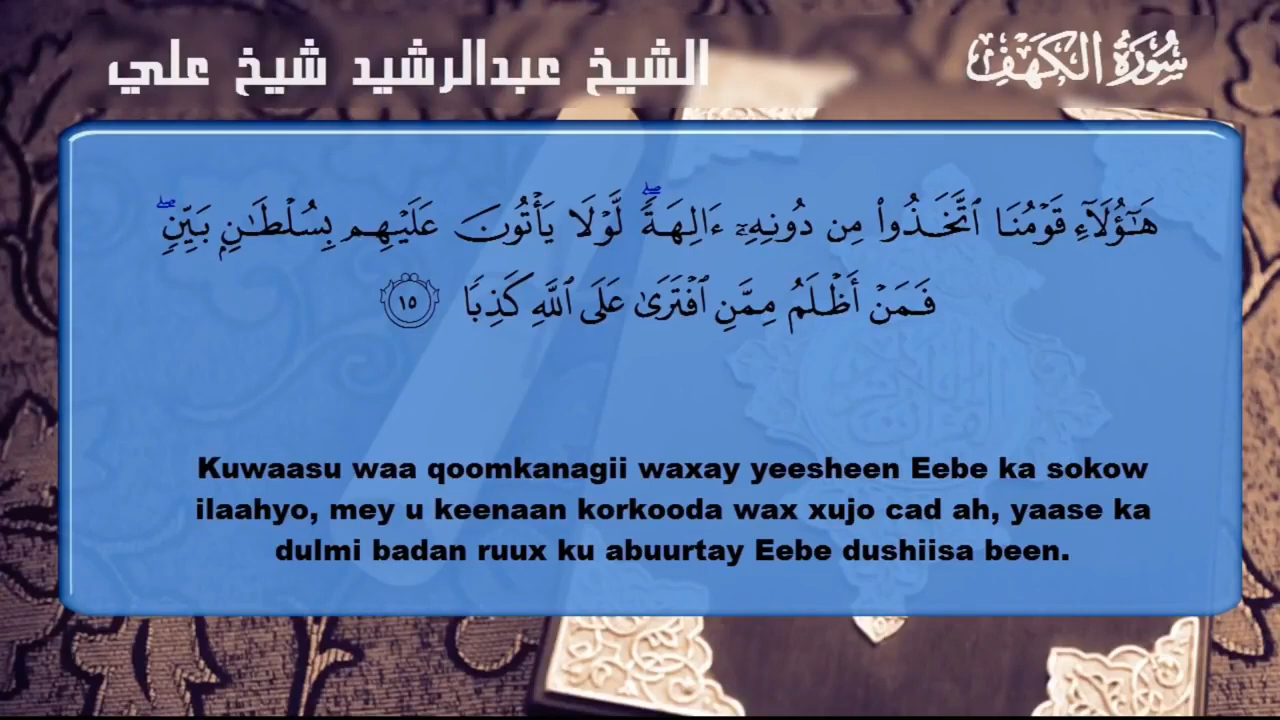 الشيخ عبدالرشيد شيخ علي
سُورَةُ الكَهْفِ
هَٰٓؤُلَآءِ قَوْمُنَا ٱتَّخَذُوا۟ مِن دُونِهِۦٓ ءَالِهَةً ۖ لَّوْلَا يَأْتُونَ عَلَيْهِم بِسُلْطَٰنٍۭ بَيِّنٍ ۖ
فَمَنْ أَظْلَمُ مِمَّنِ ٱفْتَرَىٰ عَلَى ٱللَّهِ كَذِبًا ١٥
Kuwaasu waa qoomkanagii waxay yeesheen Eebe ka sokow
ilaahyo, mey u keenaan korkooda wax xujo cad ah, yaase ka
dulmi badan ruux ku abuurtay Eebe dushiisa been.